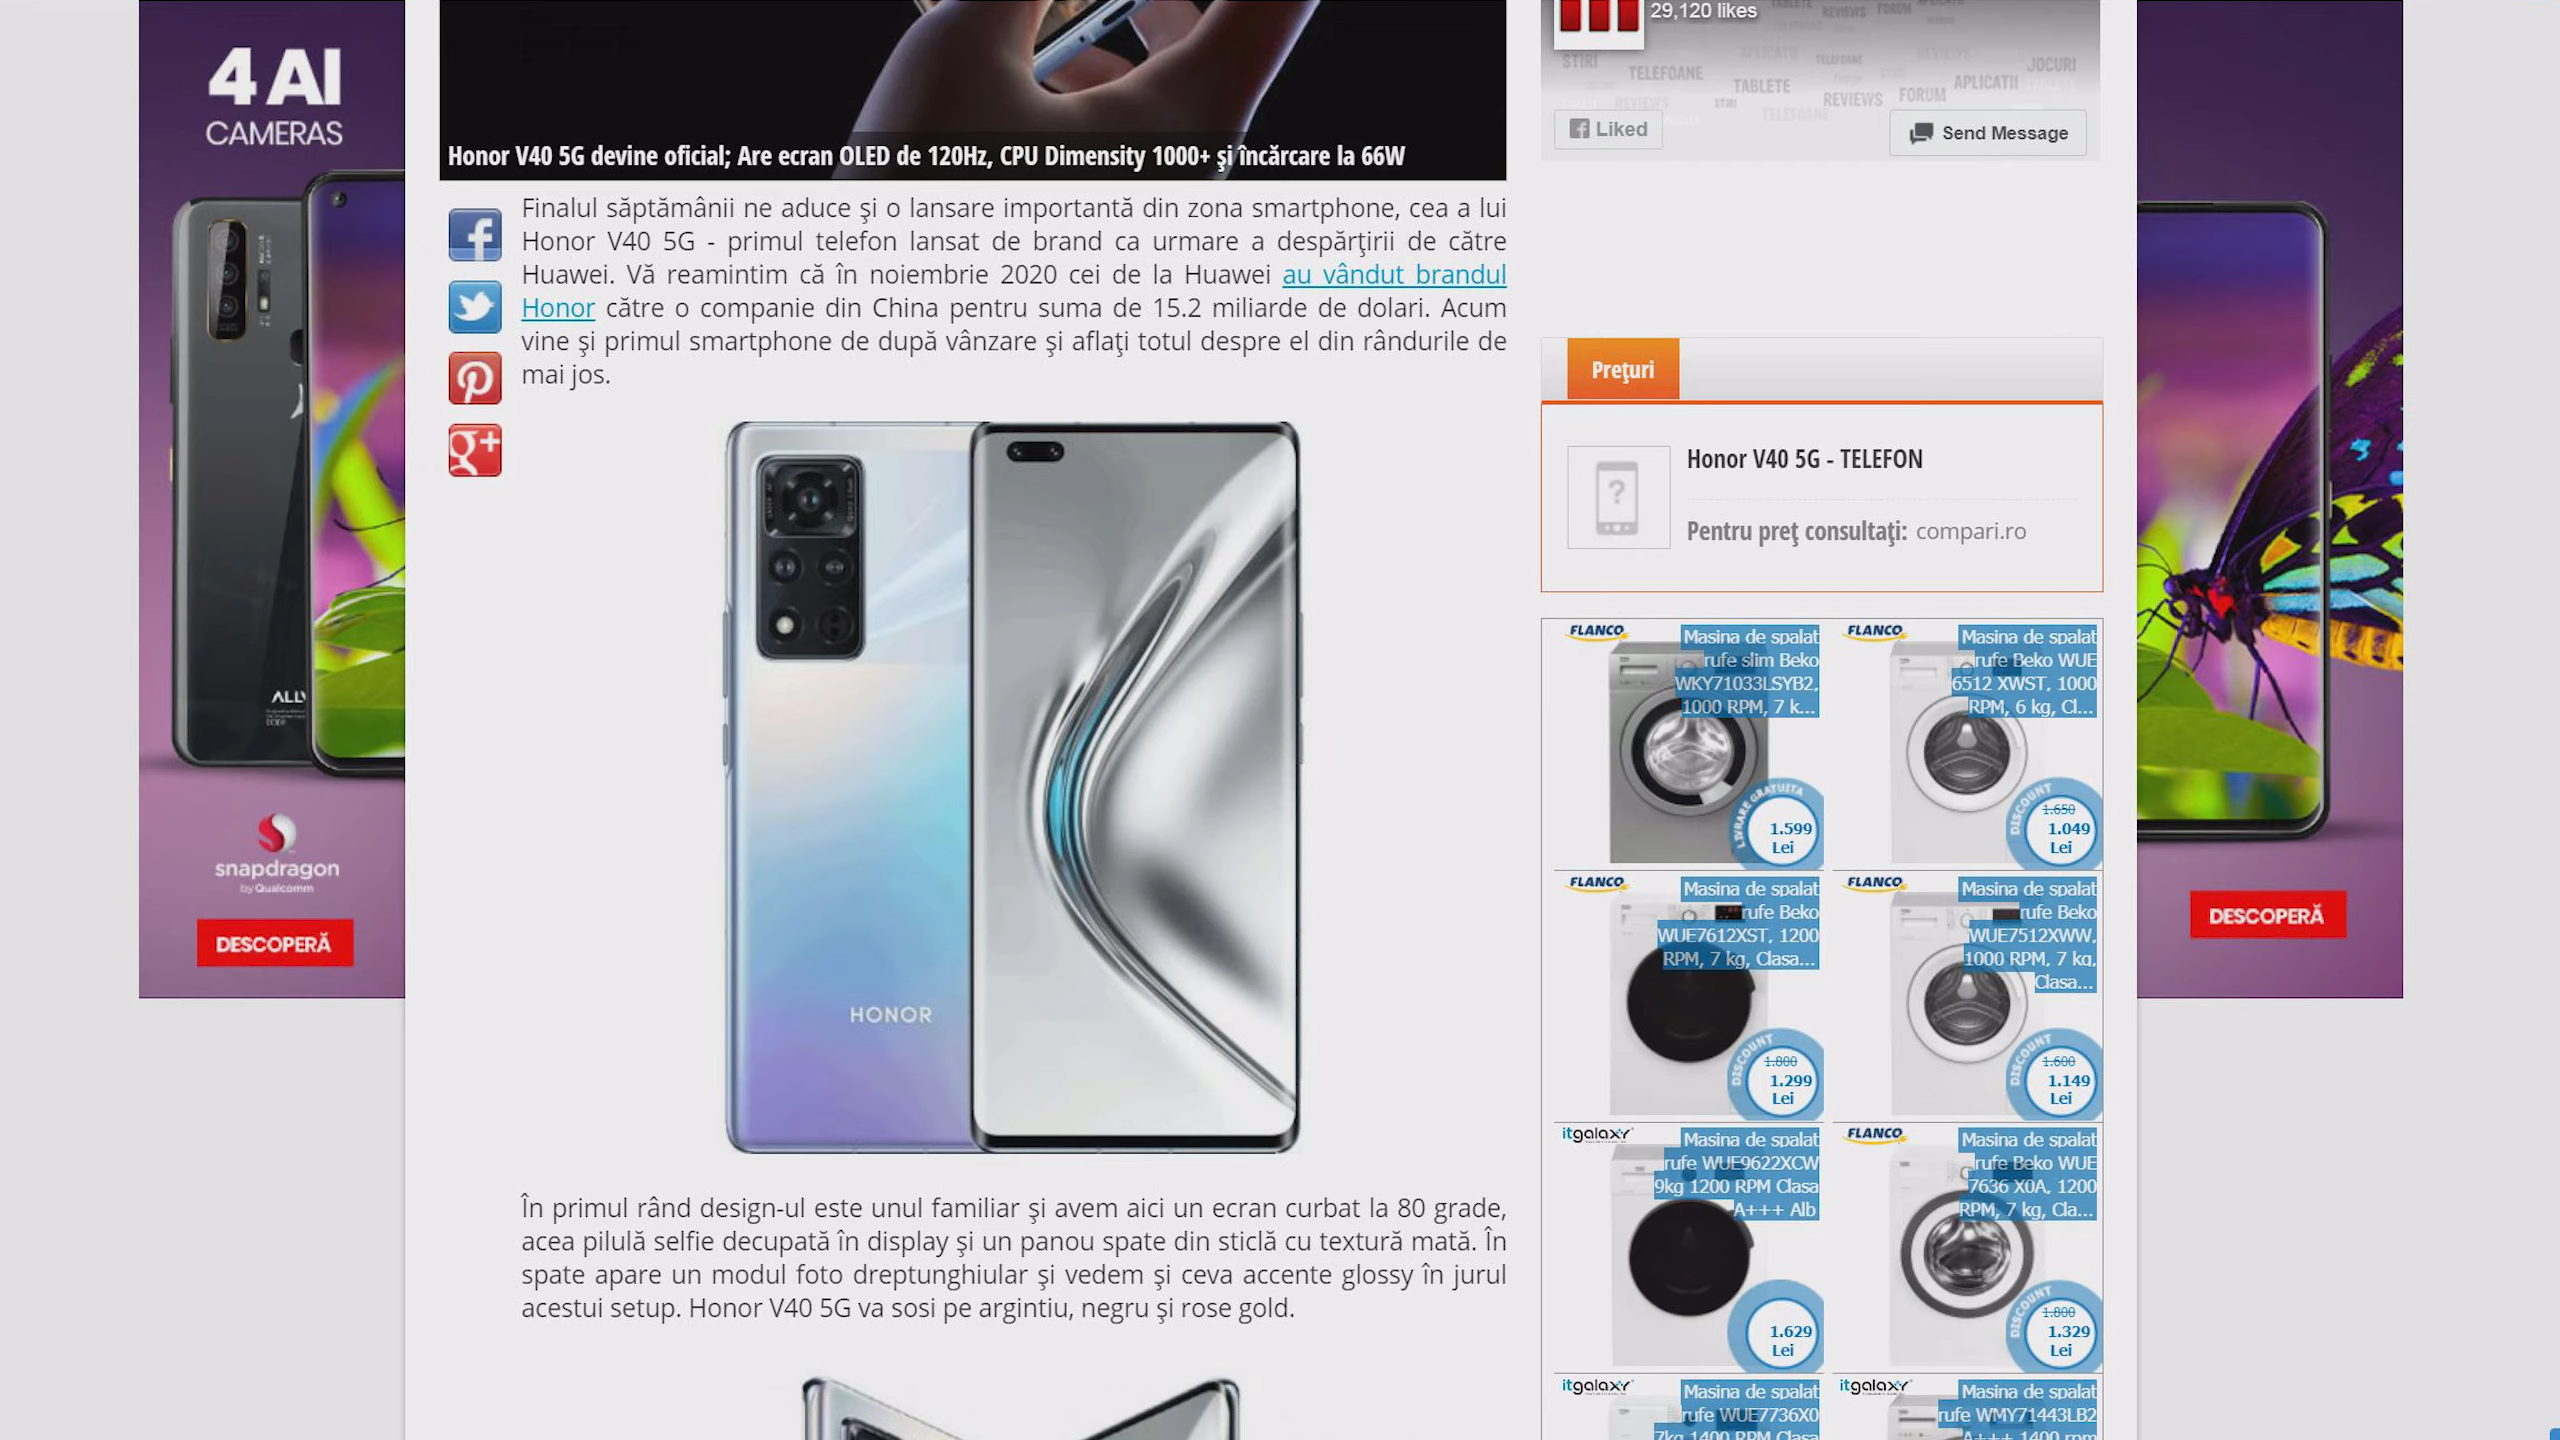 4 AI
CAMERAS
ALLV
snapdragon
by Qualcomm
DESCOPERĂ
Honor V40 5G devine oficial; Are ecran OLED de 120Hz, CPU Dimensity 1000+ şi încărcare la 66W
Finalul săptămânii ne aduce şi o lansare importantă din zona smartphone, cea a lui
Honor V40 5G - primul telefon lansat de brand ca urmare a despărţirii de către
Huawei. Vă reamintim că în noiembrie 2020 cei de la Huawei au vândut brandul
Honor către o companie din China pentru suma de 15.2 miliarde de dolari. Acum
vine şi primul smartphone de după vânzare şi aflaţi totul despre el din rândurile de
mai jos.
HONOR
În primul rând design-ul este unul familiar şi avem aici un ecran curbat la 80 grade,
acea pilulă selfie decupată în display şi un panou spate din sticlă cu textură mată. În
spate apare un modul foto dreptunghiular şi vedem şi ceva accente glossy în jurul
acestui setup. Honor V40 5G va sosi pe argintiu, negru şi rose gold.
29,120 likes
STIRI
TELEFOANE
TABLETE
REVIEWS
FORUM
APLICATII
JOCURI
Liked
Send Message
Preţuri
Honor V40 5G - TELEFON
Pentru preţ consultaţi: compari.ro
FLANCO
Masina de spalat
rufe slim Beko
WKY71033LSYB2,
1000 RPM, 7 k...
LIVRARE GRATUITA
1.599
Lei
FLANCO
Masina de spalat
rufe Beko WUE
6512 XWST, 1000
RPM, 6 kg, Cl...
DISCOUNT
1.650
1.049
Lei
FLANCO
Masina de spalat
rufe Beko
WUE7612XST, 1200
RPM, 7 kg, Clasa...
DISCOUNT
1.800
1.299
Lei
FLANCO
Masina de spalat
rufe Beko
WUE7512XWW,
1000 RPM, 7 kg,
Clasa...
DISCOUNT
1.600
1.149
Lei
itgalaxy
Masina de spalat
rufe WUE9622XCW
9kg 1200 RPM Clasa
A+++ Alb
1.629
Lei
FLANCO
Masina de spalat
rufe Beko WUE
7636 X0A, 1200
RPM, 7 kg, Cla...
DISCOUNT
1.800
1.329
Lei
itgalaxy
Masina de spalat
rufe WUE7736X0
7kg 1400 RPM Clasa
itgalaxy
Masina de spalat
rufe WMY71443LB2
A+++ 1400 rpm
DESCOPERĂ